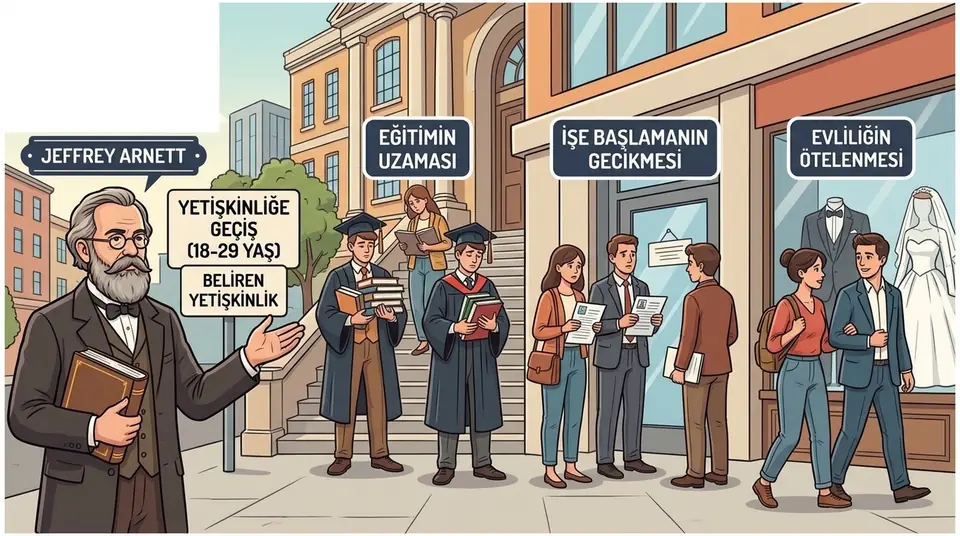 JEFFREY ARNETT
YETİŞKİNLİĞE
GEÇİŞ
(18-29 YAŞ)
BELİREN
YETİŞKİNLİK
EĞİTİMİN
UZAMASI
İŞE BAŞLAMANIN
GECİKMESİ
EVLİLİĞİN
ÖTELENMESİ